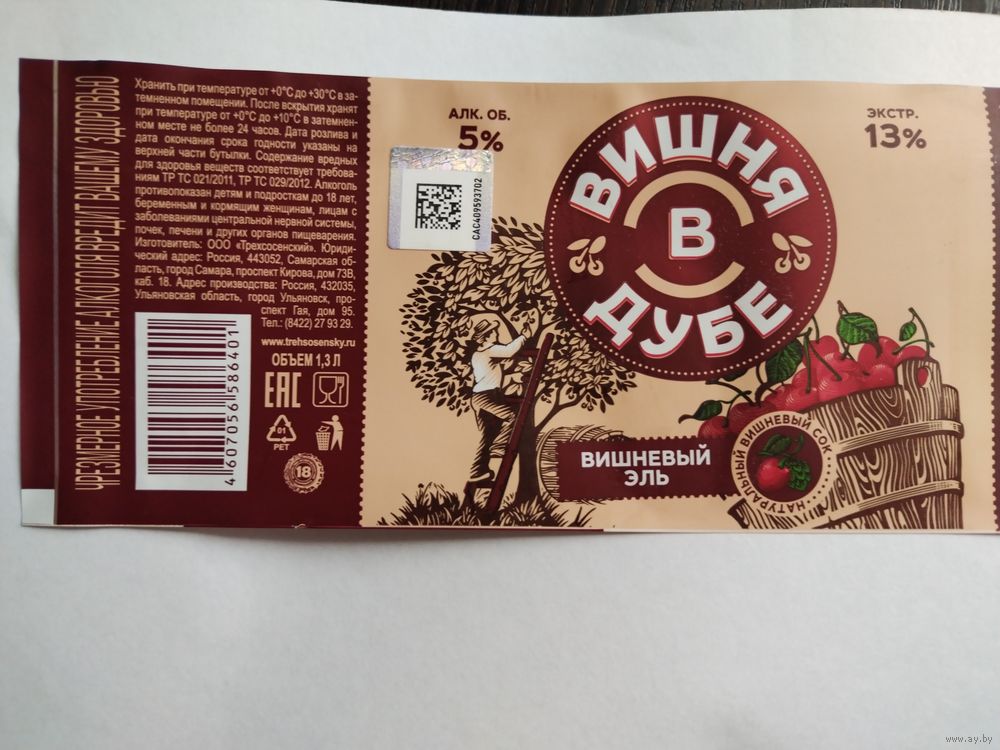 ЧРЕЗМЕРНОЕ УПОТРЕБЛЕНИЕ АЛКОГОЛЯ ВРЕДИТ ВАШЕМУ ЗДОРОВЬЮ
Хранить при температуре от +0°С до +30°С в за-
темненном помещении. После вскрытия хранят
при температуре от +0°С до +10°С в затемнен-
ном месте не более 24 часов. Дата розлива и
дата окончания срока годности указаны на
верхней части бутылки. Содержание вредных
для здоровья веществ соответствует требова-
ниям ТР ТС 021/2011, ТР ТС 029/2012. Алкоголь
противопоказан детям и подросткам до 18 лет,
беременным и кормящим женщинам, лицам с
заболеваниями центральной нервной системы,
почек, печени и других органов пищеварения.
Изготовитель: ООО «Трехсосенский». Юриди-
ческий адрес: Россия, 443052, Самарская об-
ласть, город Самара, проспект Кирова, дом 73В,
каб. 18. Адрес производства: Россия, 432035,
Ульяновская область, город Ульяновск, про-
спект Гая, дом 95.
Тел.: (8422) 27 93 29.
www.trehsosensky.ru
ОБЪЕМ 1,3 Л
EAC
01
PET
18
4 607056 586401
АЛК. ОБ.
5%
CAC409593702
ВИШНЯ
В
ДУБЕ
ЭКСТР.
13%
ВИШНЕВЫЙ
ЭЛЬ
НАТУРАЛЬНЫЙ ВИШНЕВЫЙ СОК
www.ay.by